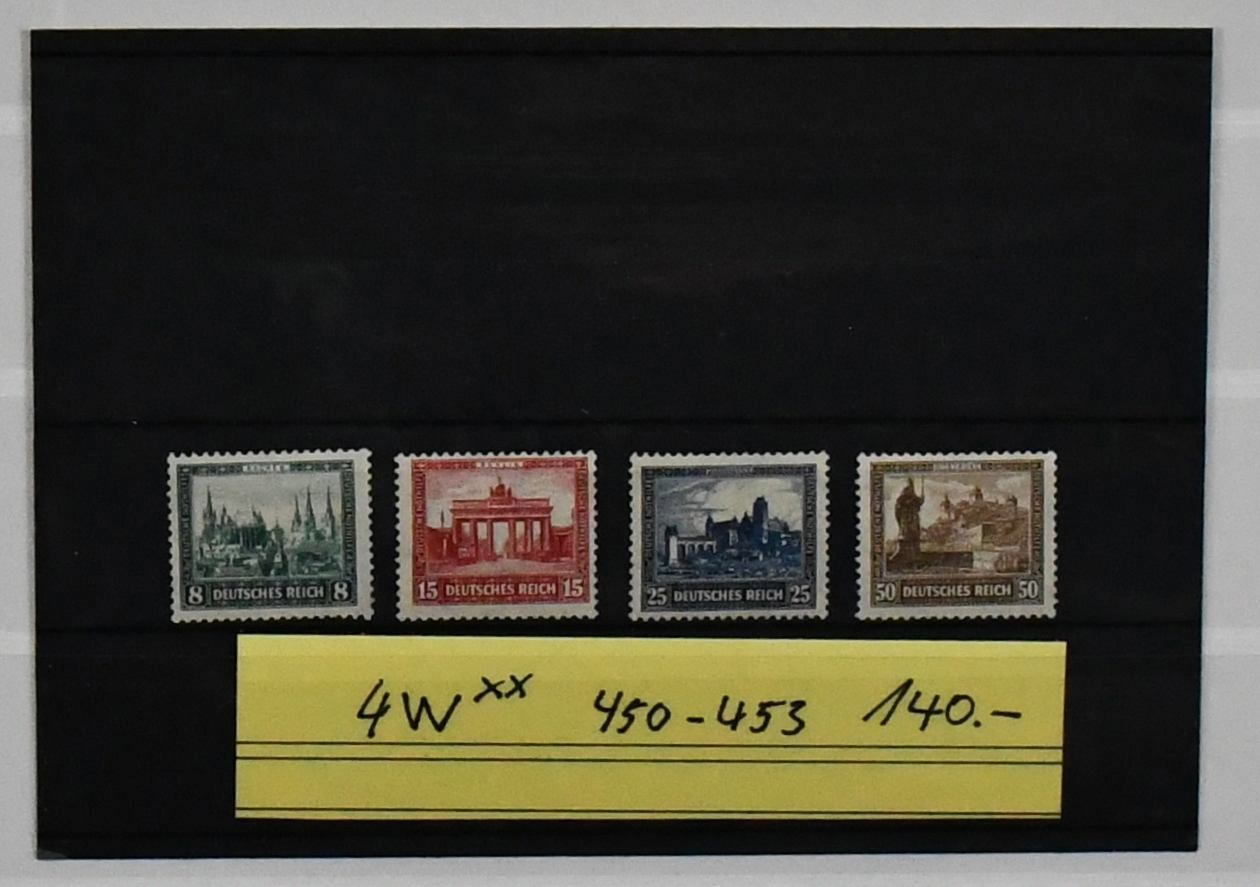 BERLIN
8 DEUTSCHES REICH 8
15 DEUTSCHES REICH 15
25 DEUTSCHES REICH 25
50 DEUTSCHES REICH 50
4W xx 450-453 140.-